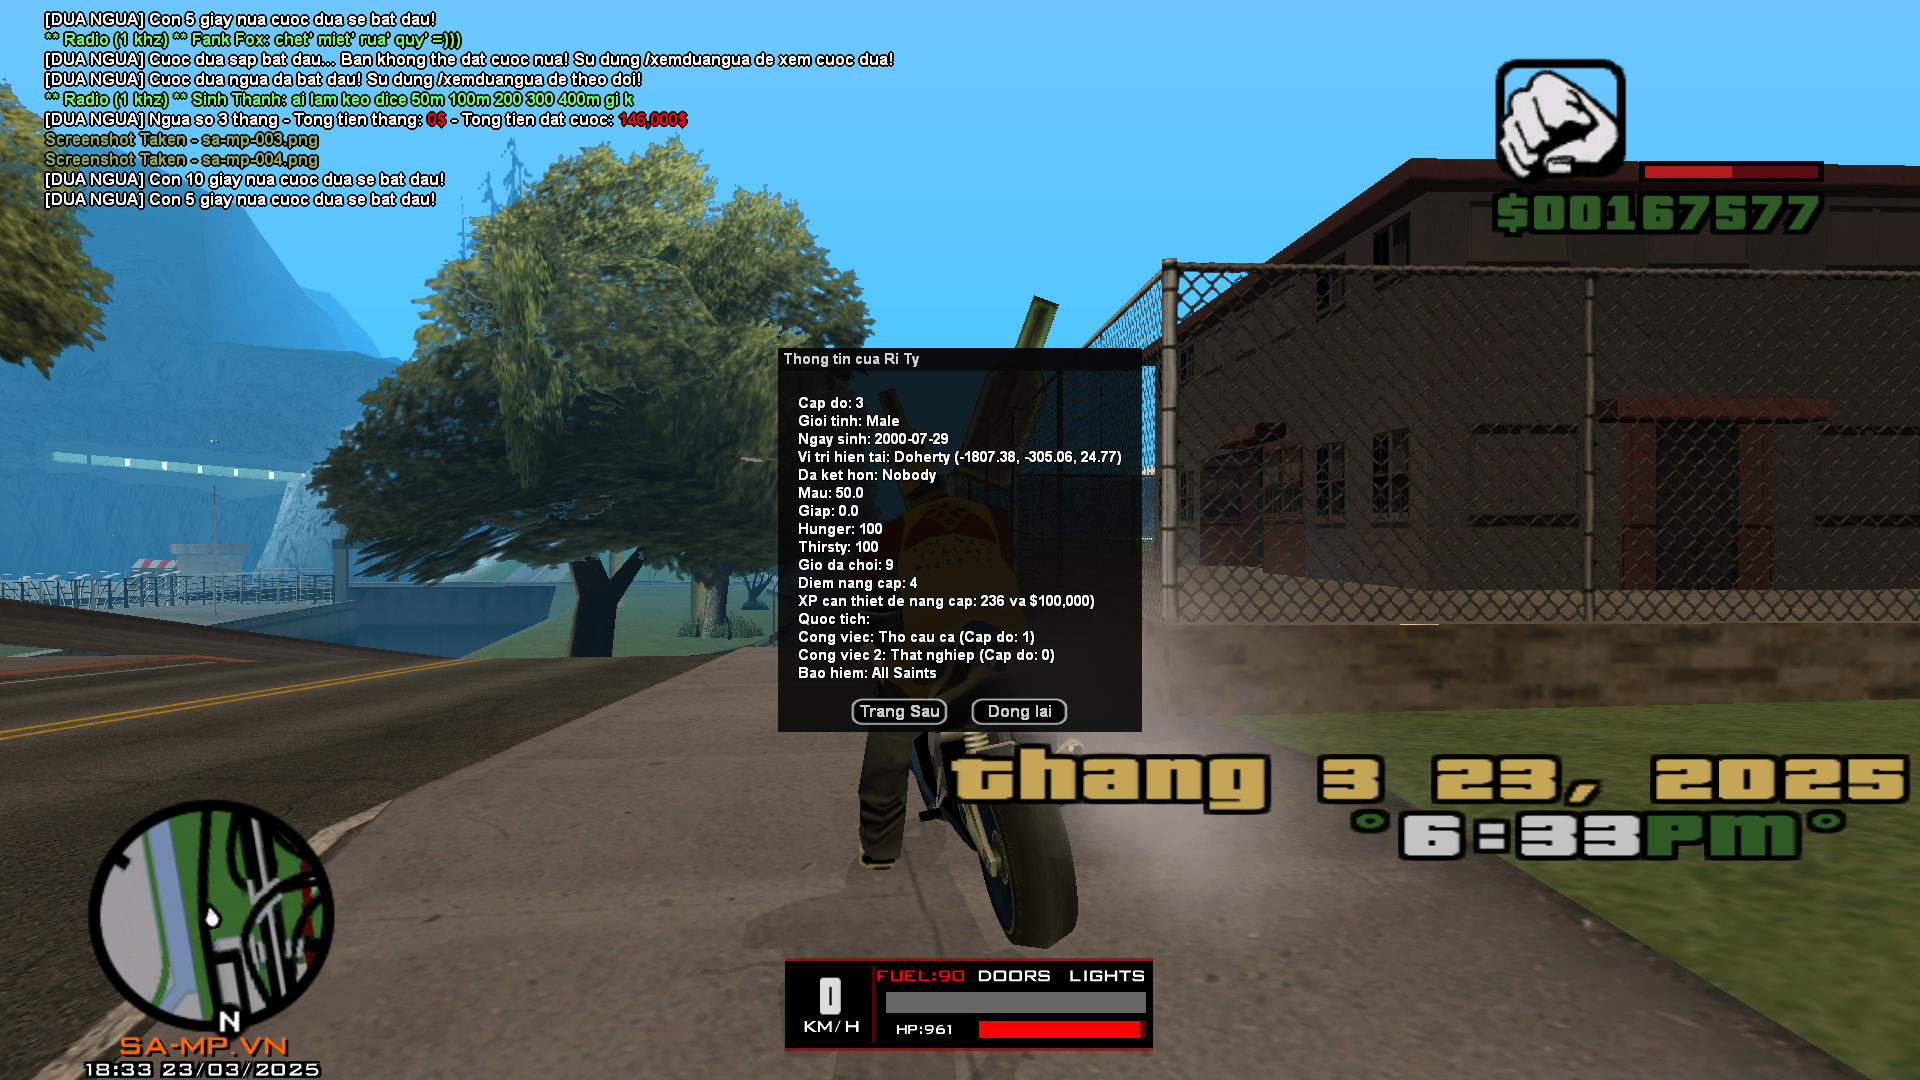 [DUA NGUA] Con 5 giay nua cuoc dua se bat dau!
** Radio (1 khz) ** Fank Fox: chet' miet' rua' quy' =)))
[DUA NGUA] Cuoc dua sap bat dau... Ban khong the dat cuoc nua! Su dung /xemduangua de xem cuoc dua!
[DUA NGUA] Cuoc dua ngua da bat dau! Su dung /xemduangua de theo doi!
** Radio (1 khz) ** Sinh Thanh: ai lam keo dice 50m 100m 200 300 400m gi k
[DUA NGUA] Ngua so 3 thang - Tong tien thang: 0$ - Tong tien dat cuoc: 146,000$
Screenshot Taken - sa-mp-003.png
Screenshot Taken - sa-mp-004.png
[DUA NGUA] Con 10 giay nua cuoc dua se bat dau!
[DUA NGUA] Con 5 giay nua cuoc dua se bat dau!
$00167577
Thong tin cua Ri Ty
Cap do: 3
Gioi tinh: Male
Ngay sinh: 2000-07-29
Vi tri hien tai: Doherty (-1807.38, -305.06, 24.77)
Da ket hon: Nobody
Mau: 50.0
Giap: 0.0
Hunger: 100
Thirsty: 100
Gio da choi: 9
Diem nang cap: 4
XP can thiet de nang cap: 236 va $100,000)
Quoc tich:
Cong viec: Tho cau ca (Cap do: 1)
Cong viec 2: That nghiep (Cap do: 0)
Bao hiem: All Saints
Trang Sau Dong lai
thang 3 23, 2025
° 6:33PM °
FUEL:90 DOORS LIGHTS
0
KM/H
HP:961
N
SA-MP.VN
18:33 23/03/2025